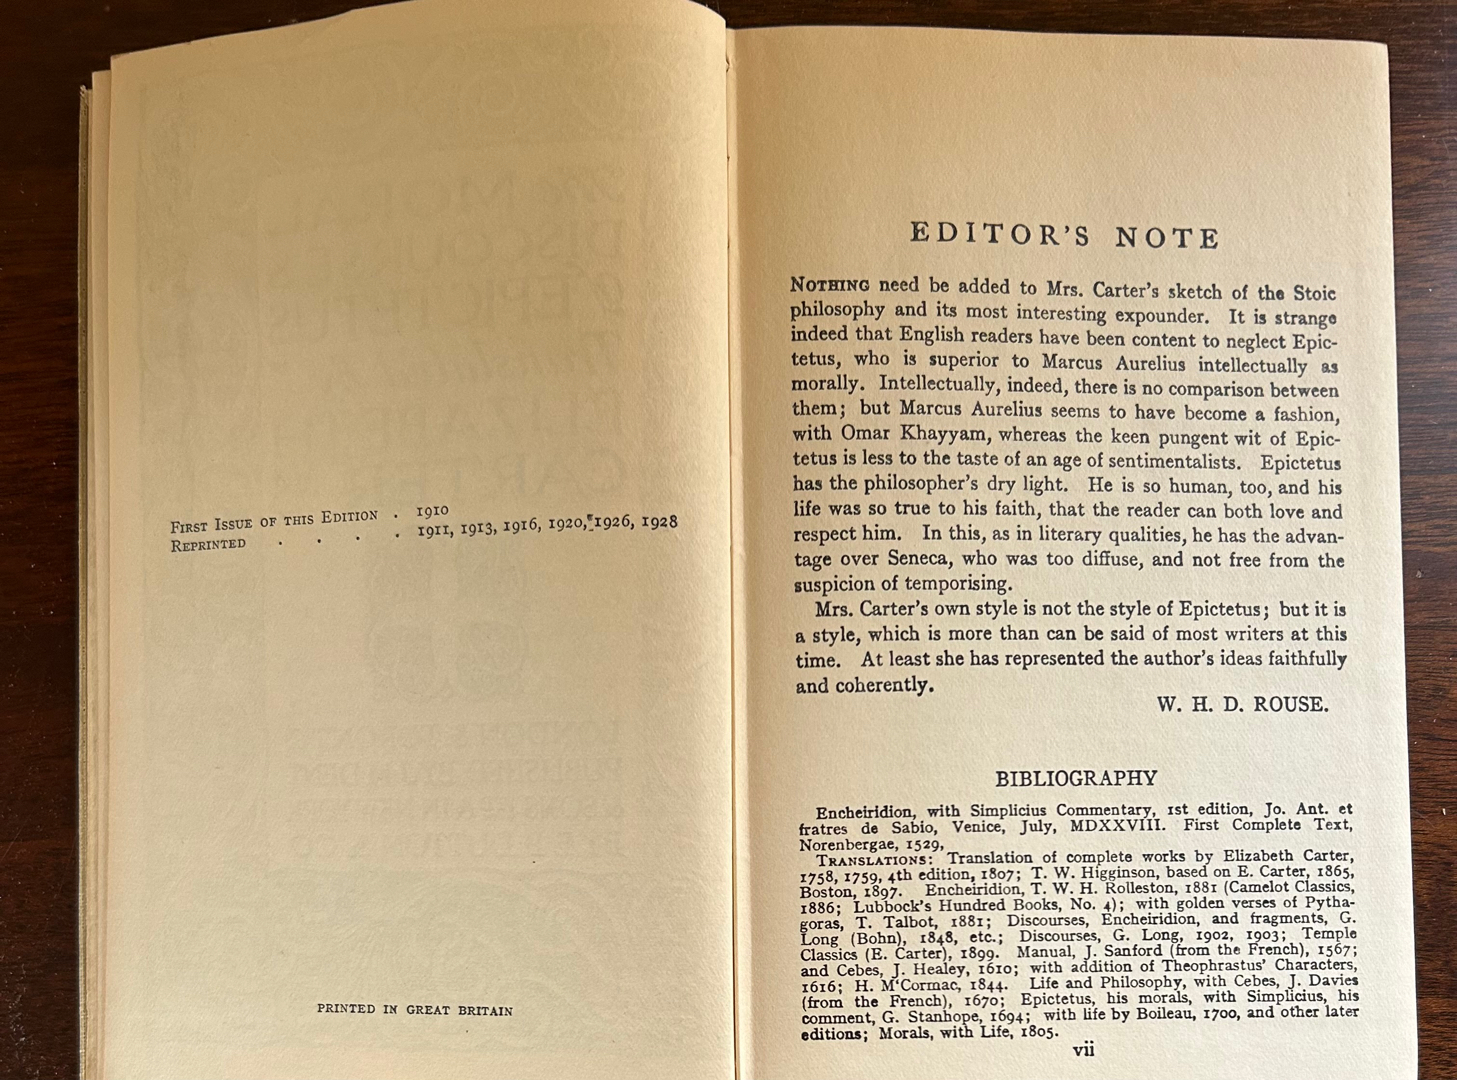 FIRST ISSUE OF THIS EDITION . 1910
REPRINTED . . . . 1911, 1913, 1916, 1920, 1926, 1928
PRINTED IN GREAT BRITAIN
EDITOR'S NOTE
NOTHING need be added to Mrs. Carter's sketch of the Stoic
philosophy and its most interesting expounder. It is strange
indeed that English readers have been content to neglect Epic-
tetus, who is superior to Marcus Aurelius intellectually as
morally. Intellectually, indeed, there is no comparison between
them; but Marcus Aurelius seems to have become a fashion,
with Omar Khayyam, whereas the keen pungent wit of Epic-
tetus is less to the taste of an age of sentimentalists. Epictetus
has the philosopher's dry light. He is so human, too, and his
life was so true to his faith, that the reader can both love and
respect him. In this, as in literary qualities, he has the advan-
tage over Seneca, who was too diffuse, and not free from the
suspicion of temporising.
Mrs. Carter's own style is not the style of Epictetus; but it is
a style, which is more than can be said of most writers at this
time. At least she has represented the author's ideas faithfully
and coherently.
W. H. D. ROUSE.
BIBLIOGRAPHY
Encheiridion, with Simplicius Commentary, 1st edition, Jo. Ant. et
fratres de Sabio, Venice, July, MDXXVIII. First Complete Text,
Norenbergae, 1529,
TRANSLATIONS: Translation of complete works by Elizabeth Carter,
1758, 1759, 4th edition, 1807; T. W. Higginson, based on E. Carter, 1865,
Boston, 1897. Encheiridion, T. W. H. Rolleston, 1881 (Camelot Classics,
1886; Lubbock's Hundred Books, No. 4); with golden verses of Pytha-
goras, T. Talbot, 1881; Discourses, Encheiridion, and fragments, G.
Long (Bohn), 1848, etc.; Discourses, G. Long, 1902, 1903; Temple
Classics (E. Carter), 1899. Manual, J. Sanford (from the French), 1567;
and Cebes, J. Healey, 1610; with addition of Theophrastus' Characters,
1616; H. M'Cormac, 1844. Life and Philosophy, with Cebes, J. Davies
(from the French), 1670; Epictetus, his morals, with Simplicius, his
comment, G. Stanhope, 1694; with life by Boileau, 1700, and other later
editions; Morals, with Life, 1805.
vii